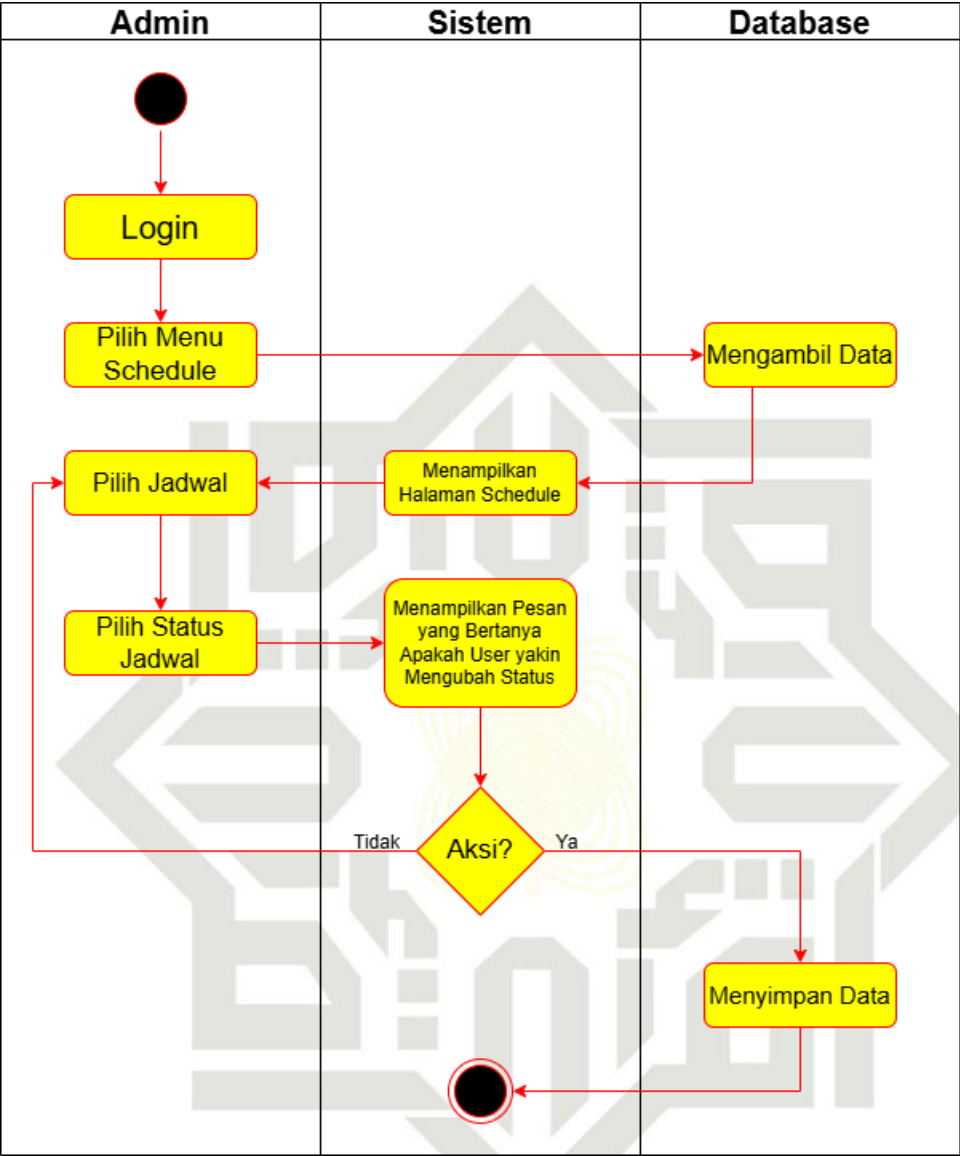 Admin
Sistem
Database
Login
Pilih Menu
Schedule
Mengambil Data
Menampilkan
Halaman Schedule
Pilih Jadwal
Pilih Status
Jadwal
Menampilkan Pesan
yang Bertanya
Apakah User yakin
Mengubah Status
Tidak
Aksi?
Ya
Menyimpan Data